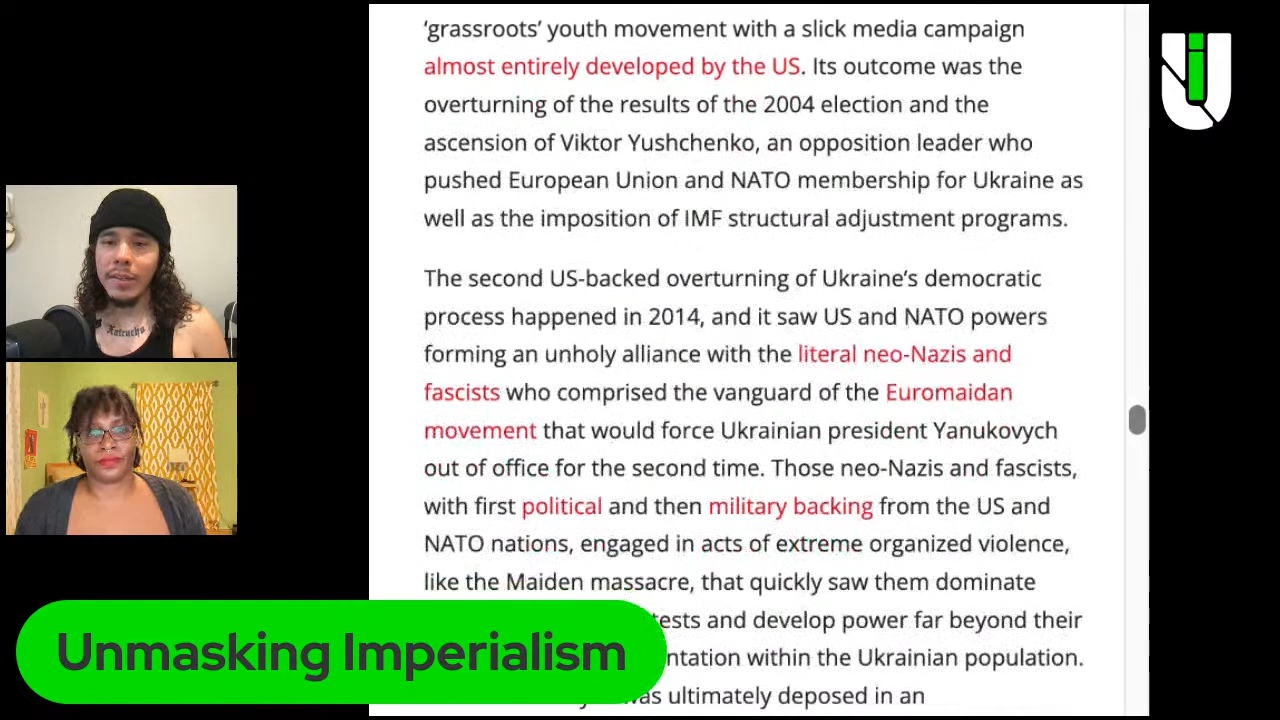 ‘grassroots’ youth movement with a slick media campaign
almost entirely developed by the US. Its outcome was the
overturning of the results of the 2004 election and the
ascension of Viktor Yushchenko, an opposition leader who
pushed European Union and NATO membership for Ukraine as
well as the imposition of IMF structural adjustment programs.
The second US-backed overturning of Ukraine’s democratic
process happened in 2014, and it saw US and NATO powers
forming an unholy alliance with the literal neo-Nazis and
fascists who comprised the vanguard of the Euromaidan
movement that would force Ukrainian president Yanukovych
out of office for the second time. Those neo-Nazis and fascists,
with first political and then military backing from the US and
NATO nations, engaged in acts of extreme organized violence,
like the Maiden massacre, that quickly saw them dominate
tests and develop power far beyond their
ntation within the Ukrainian population.
was ultimately deposed in an
Unmasking Imperialism